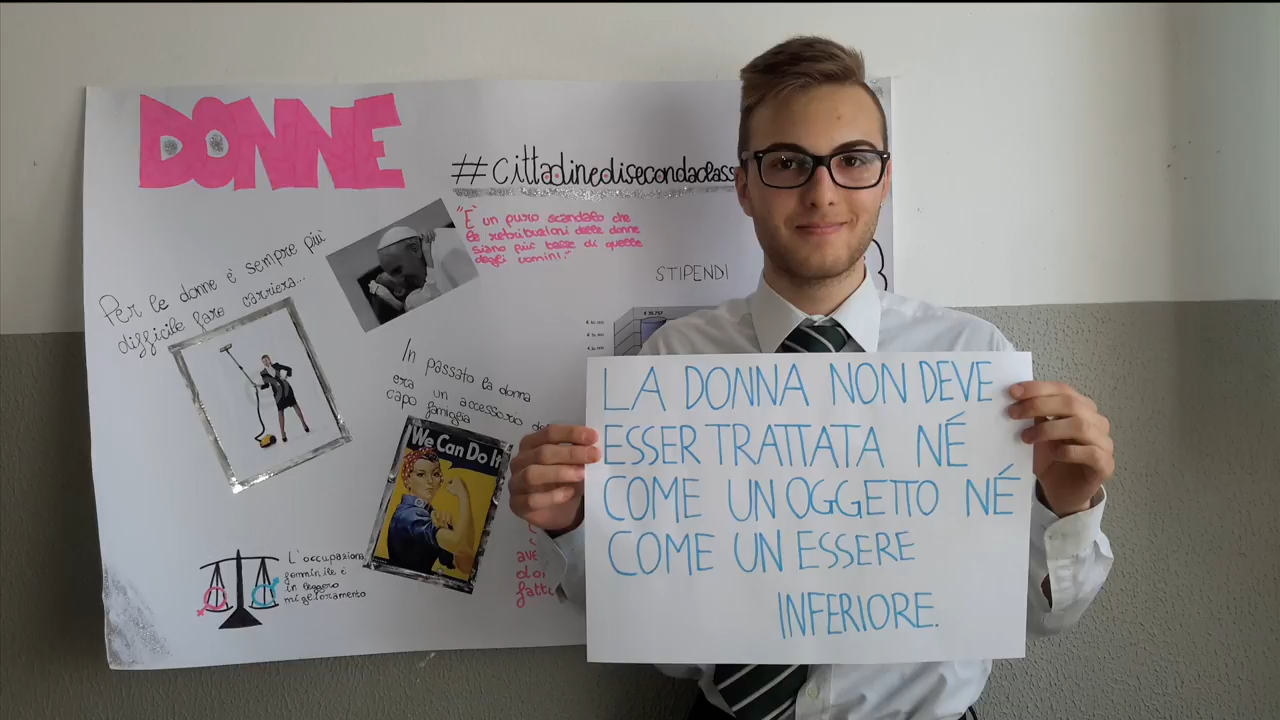 DONNE
#cittadinedisecondaclass
"È un puro scandalo che
le retribuzioni delle donne
siano più basse di quelle
degli uomini."
STIPENDI
€ 35.757
Per le donne è sempre più
difficile fare carriera...
In passato la donna
era un accessorio del
capo famiglia
We Can Do It
L'occupazione
femminile è
in leggero
miglioramento
LA DONNA NON DEVE
ESSER TRATTATA NÉ
COME UN OGGETTO NÉ
COME UN ESSERE
INFERIORE.